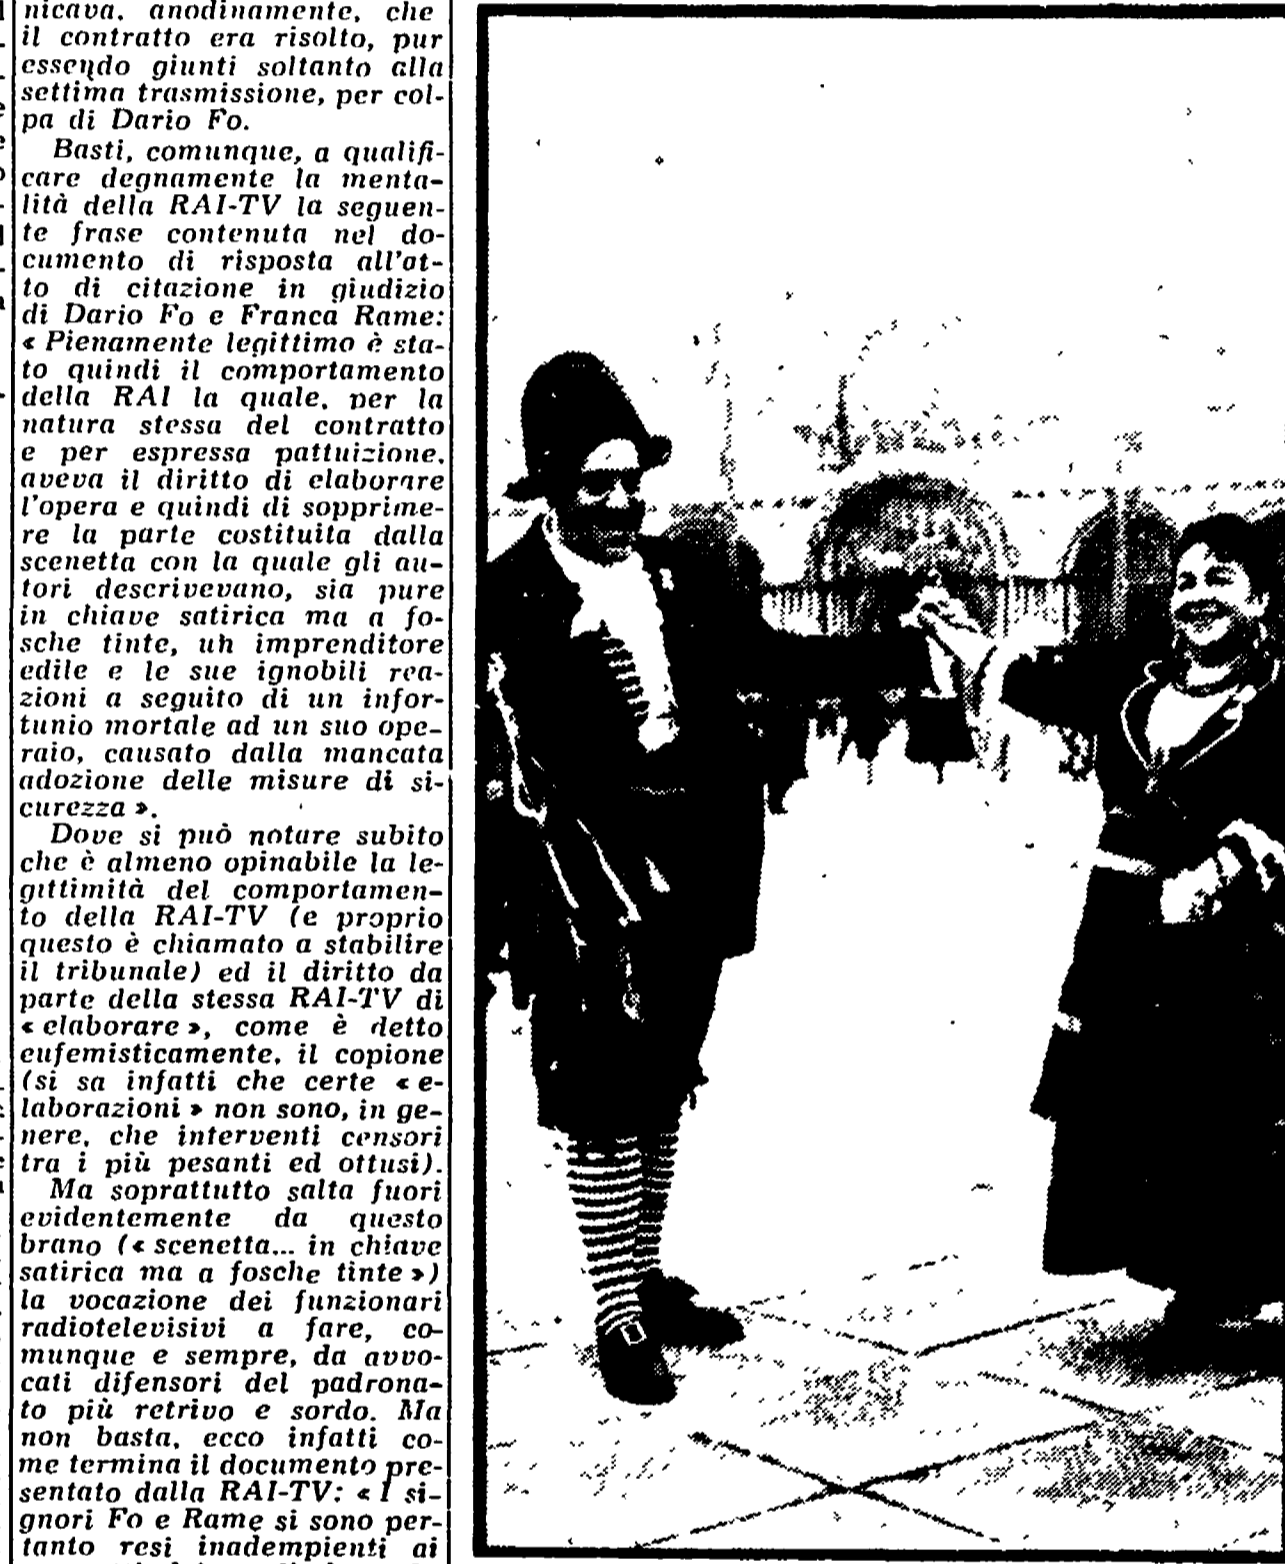 nicava, anodinamente, che
il contratto era risolto, pur
essendo giunti soltanto alla
settima trasmissione, per col-
pa di Dario Fo.
Basti, comunque, a qualifi-
care degnamente la menta-
lità della RAI-TV la seguen-
te frase contenuta nel do-
cumento di risposta all'at-
to di citazione in giudizio
di Dario Fo e Franca Rame:
« Pienamente legittimo è sta-
to quindi il comportamento
della RAI la quale, per la
natura stessa del contratto
e per espressa pattuizione,
aveva il diritto di elaborare
l'opera e quindi di sopprime-
re la parte costituita dalla
scenetta con la quale gli au-
tori descrivevano, sia pure
in chiave satirica ma a fo-
sche tinte, un imprenditore
edile e le sue ignobili rea-
zioni a seguito di un infor-
tunio mortale ad un suo ope-
raio, causato dalla mancata
adozione delle misure di si-
curezza ».
Dove si può notare subito
che è almeno opinabile la le-
gittimità del comportamen-
to della RAI-TV (e proprio
questo è chiamato a stabilire
il tribunale) ed il diritto da
parte della stessa RAI-TV di
« elaborare », come è detto
eufemisticamente, il copione
(si sa infatti che certe « e-
laborazioni » non sono, in ge-
nere, che interventi censori
tra i più pesanti ed ottusi).
Ma soprattutto salta fuori
evidentemente da questo
brano (« scenetta... in chiave
satirica ma a fosche tinte »)
la vocazione dei funzionari
radiotelevisivi a fare, co-
munque e sempre, da avvo-
cati difensori del padrona-
to più retrivo e sordo. Ma
non basta, ecco infatti co-
me termina il documento pre-
sentato dalla RAI-TV: « I si-
gnori Fo e Rame si sono per-
tanto resi inadempienti ai